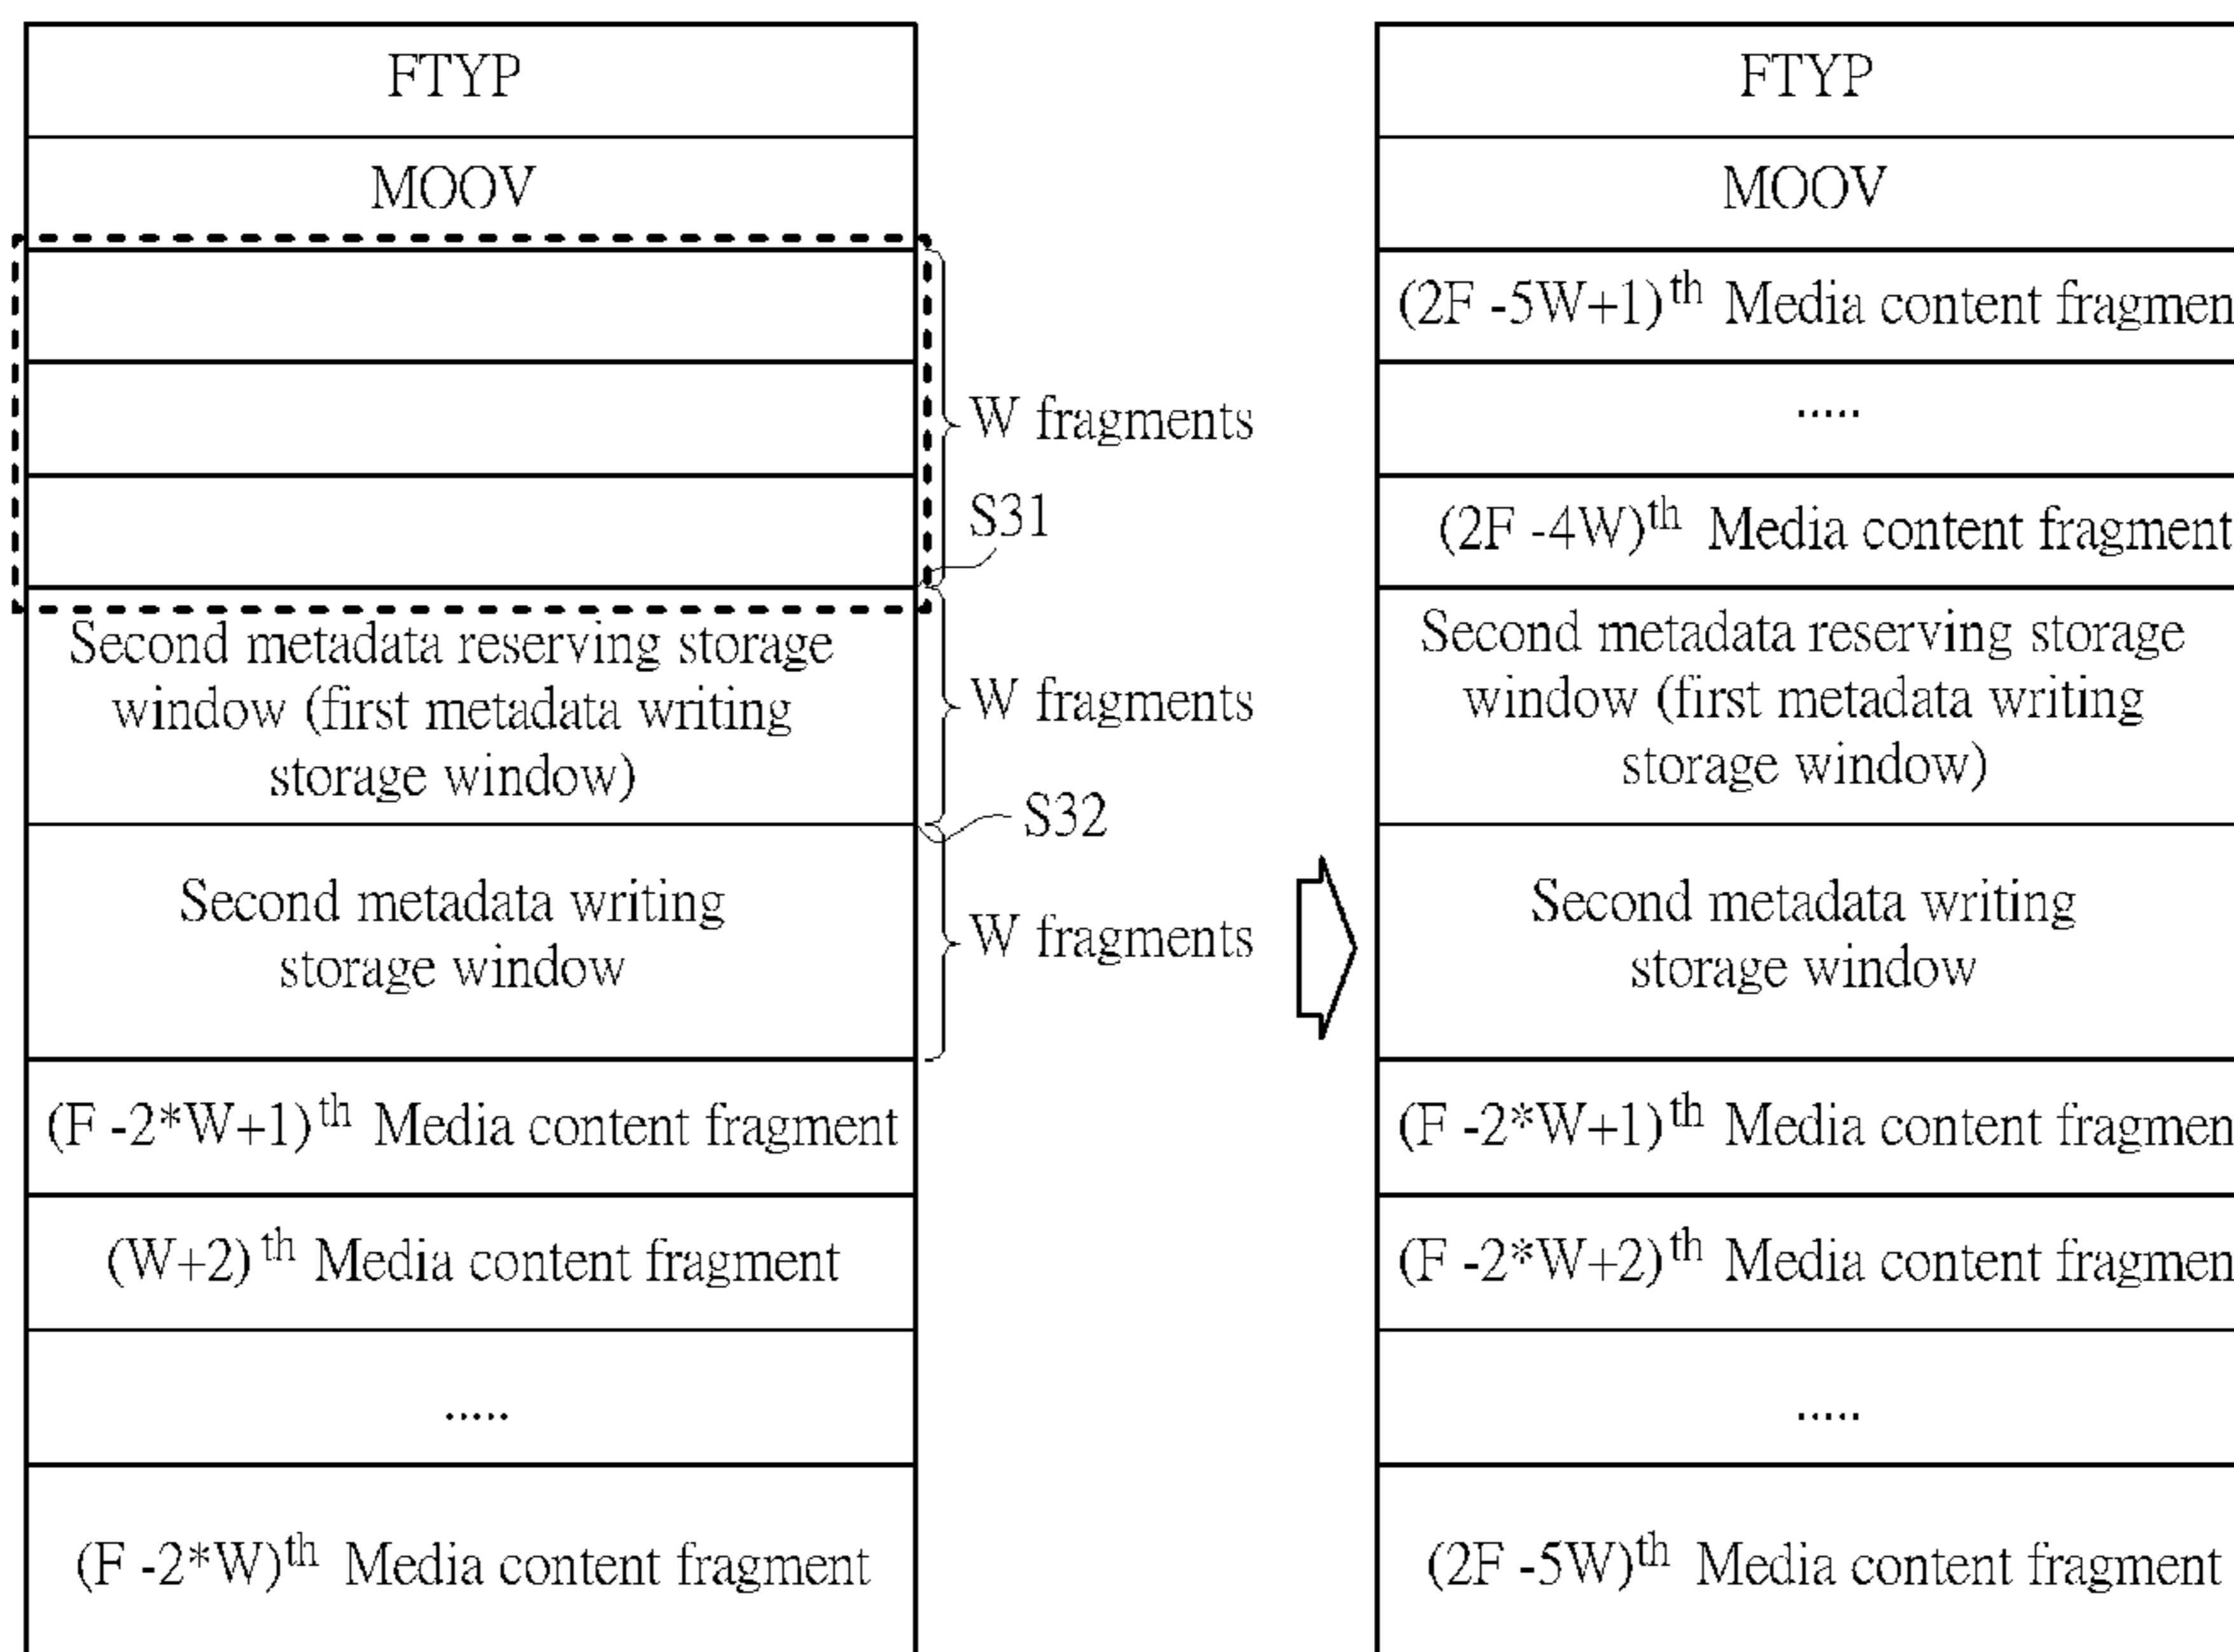 FTYP
MOOV
W fragments
S31
Second metadata reserving storage
window (first metadata writing
storage window)
W fragments
S32
Second metadata writing
storage window
W fragments
(F -2*W+1)th Media content fragment
(W+2)th Media content fragment
.....
(F -2*W)th Media content fragment
FTYP
MOOV
(2F -5W+1)th Media content fragmen
.....
(2F -4W)th Media content fragment
Second metadata reserving storage
window (first metadata writing
storage window)
Second metadata writing
storage window
(F -2*W+1)th Media content fragmen
(F -2*W+2)th Media content fragmen
.....
(2F -5W)th Media content fragment